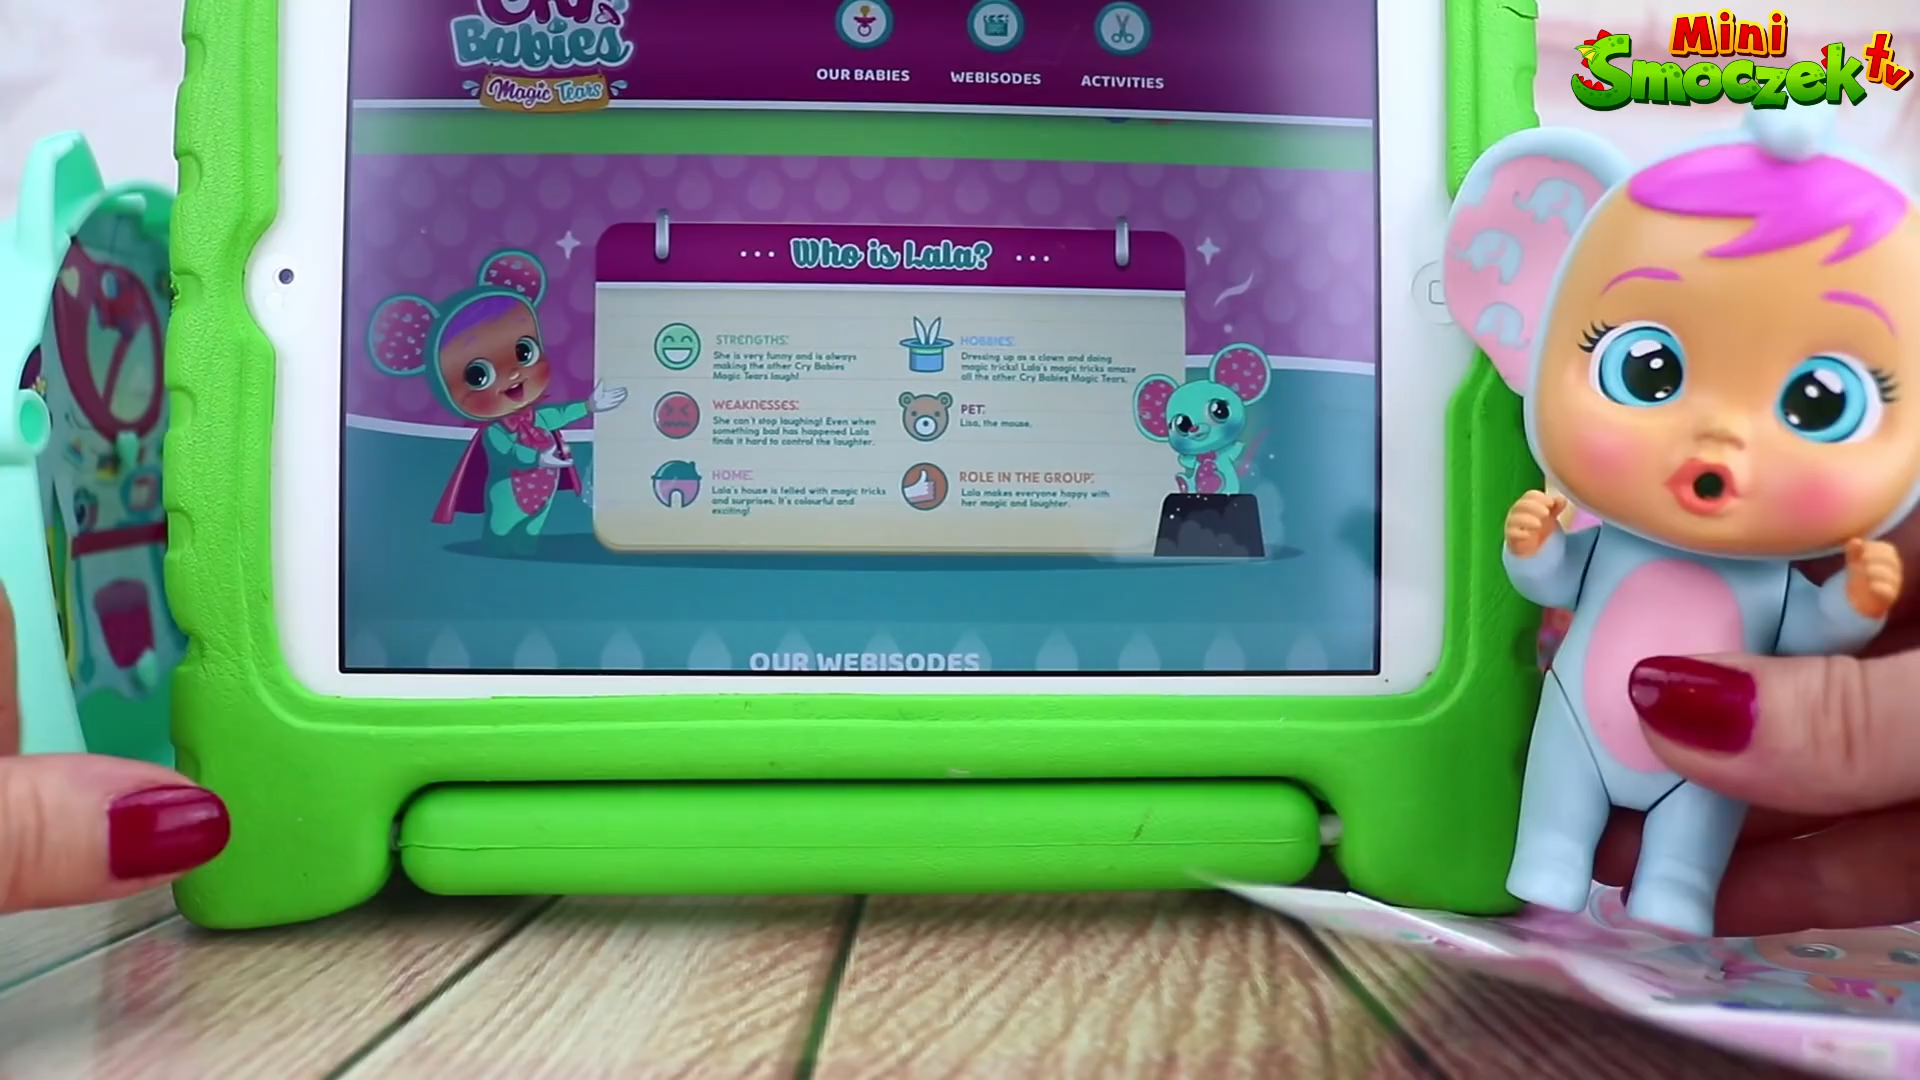 Cry
Babies
Magic Tears
OUR BABIES
WEBISODES
ACTIVITIES
Mini
Smoczek tv
... Who is Lala? ...
STRENGTHS:
She is very funny and is always
making the other Cry Babies
Magic Tears laugh!
HOBBIES:
Dressing up as a clown and doing
magic tricks! Lala's magic tricks amaze
all the other Cry Babies Magic Tears.
WEAKNESSES:
She can't stop laughing! Even when
something bad has happened Lala
finds it hard to control the laughter.
PET:
Lisa, the mouse.
HOME:
Lala's house is felled with magic tricks
and surprises. It's colourful and
exciting!
ROLE IN THE GROUP:
Lala makes everyone happy with
her magic and laughter.
OUR WEBISODES